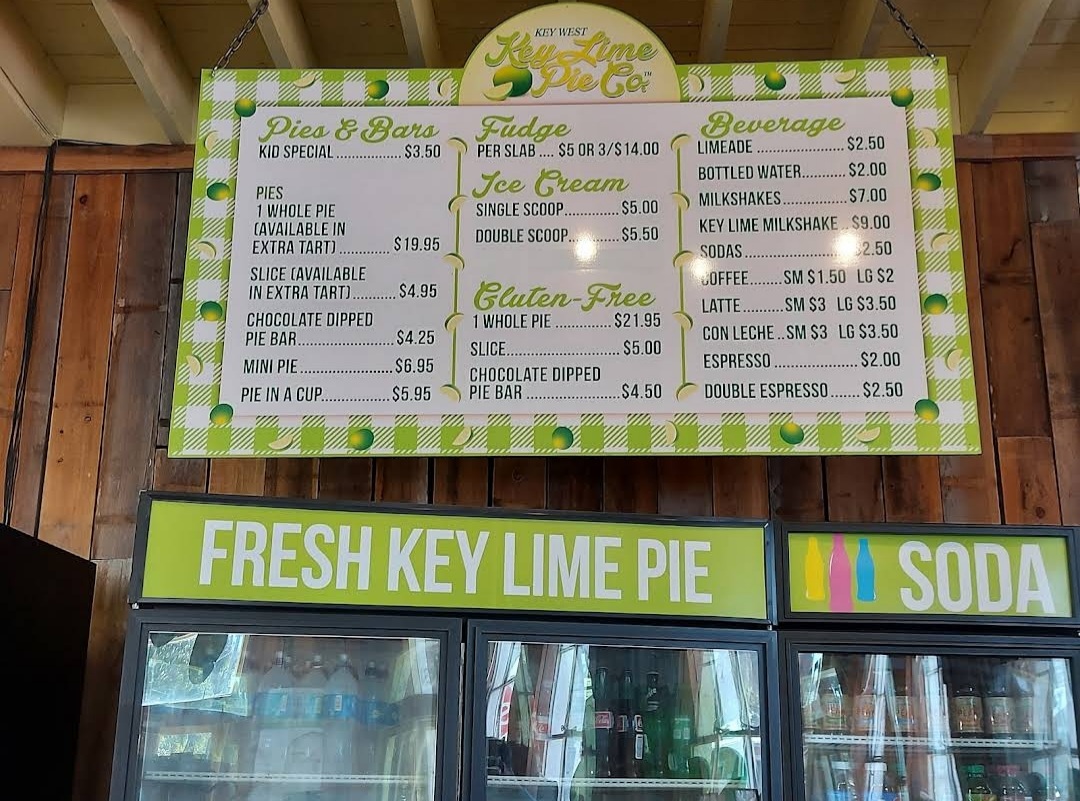 KEY WEST
Key Lime
Pie Co.™
Pies & Bars
KID SPECIAL..............$3.50
PIES
1 WHOLE PIE
(AVAILABLE IN
EXTRA TART)..............$19.95
SLICE (AVAILABLE
IN EXTRA TART)...........$4.95
CHOCOLATE DIPPED
PIE BAR......................$4.25
MINI PIE.......................$6.95
PIE IN A CUP.................$5.95
Fudge
PER SLAB .... $5 OR 3/$14.00
Ice Cream
SINGLE SCOOP............$5.00
DOUBLE SCOOP...........$5.50
Gluten-Free
1 WHOLE PIE ............$21.95
SLICE..........................$5.00
CHOCOLATE DIPPED
PIE BAR .....................$4.50
Beverage
LIMEADE ....................$2.50
BOTTLED WATER...........$2.00
MILKSHAKES...............$7.00
KEY LIME MILKSHAKE..$9.00
SODAS.......................$2.50
COFFEE........SM $1.50 LG $2
LATTE.........SM $3 LG $3.50
CON LECHE..SM $3 LG $3.50
ESPRESSO...................$2.00
DOUBLE ESPRESSO.......$2.50
FRESH KEY LIME PIE
SODA